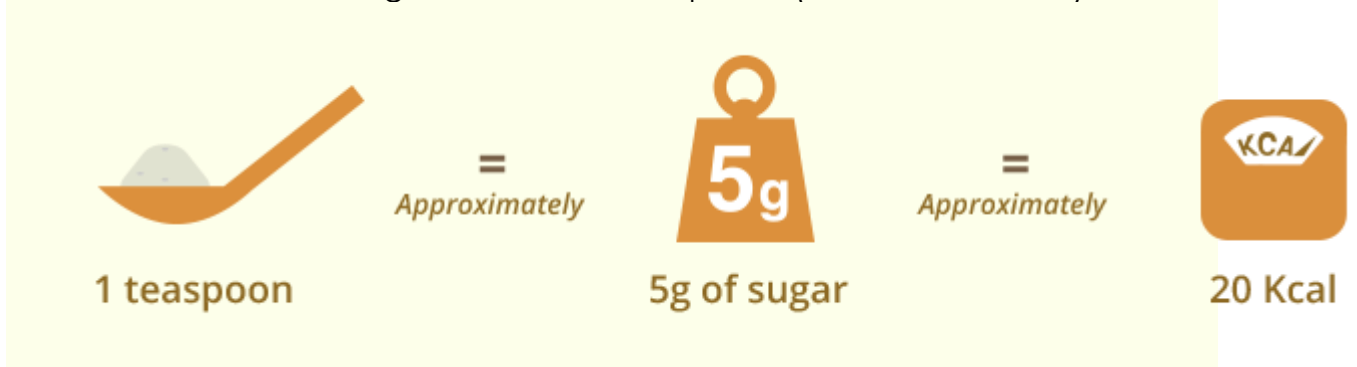 =
=
KCAL
5g
Approximately
Approximately
1 teaspoon
5g of sugar
20 Kcal